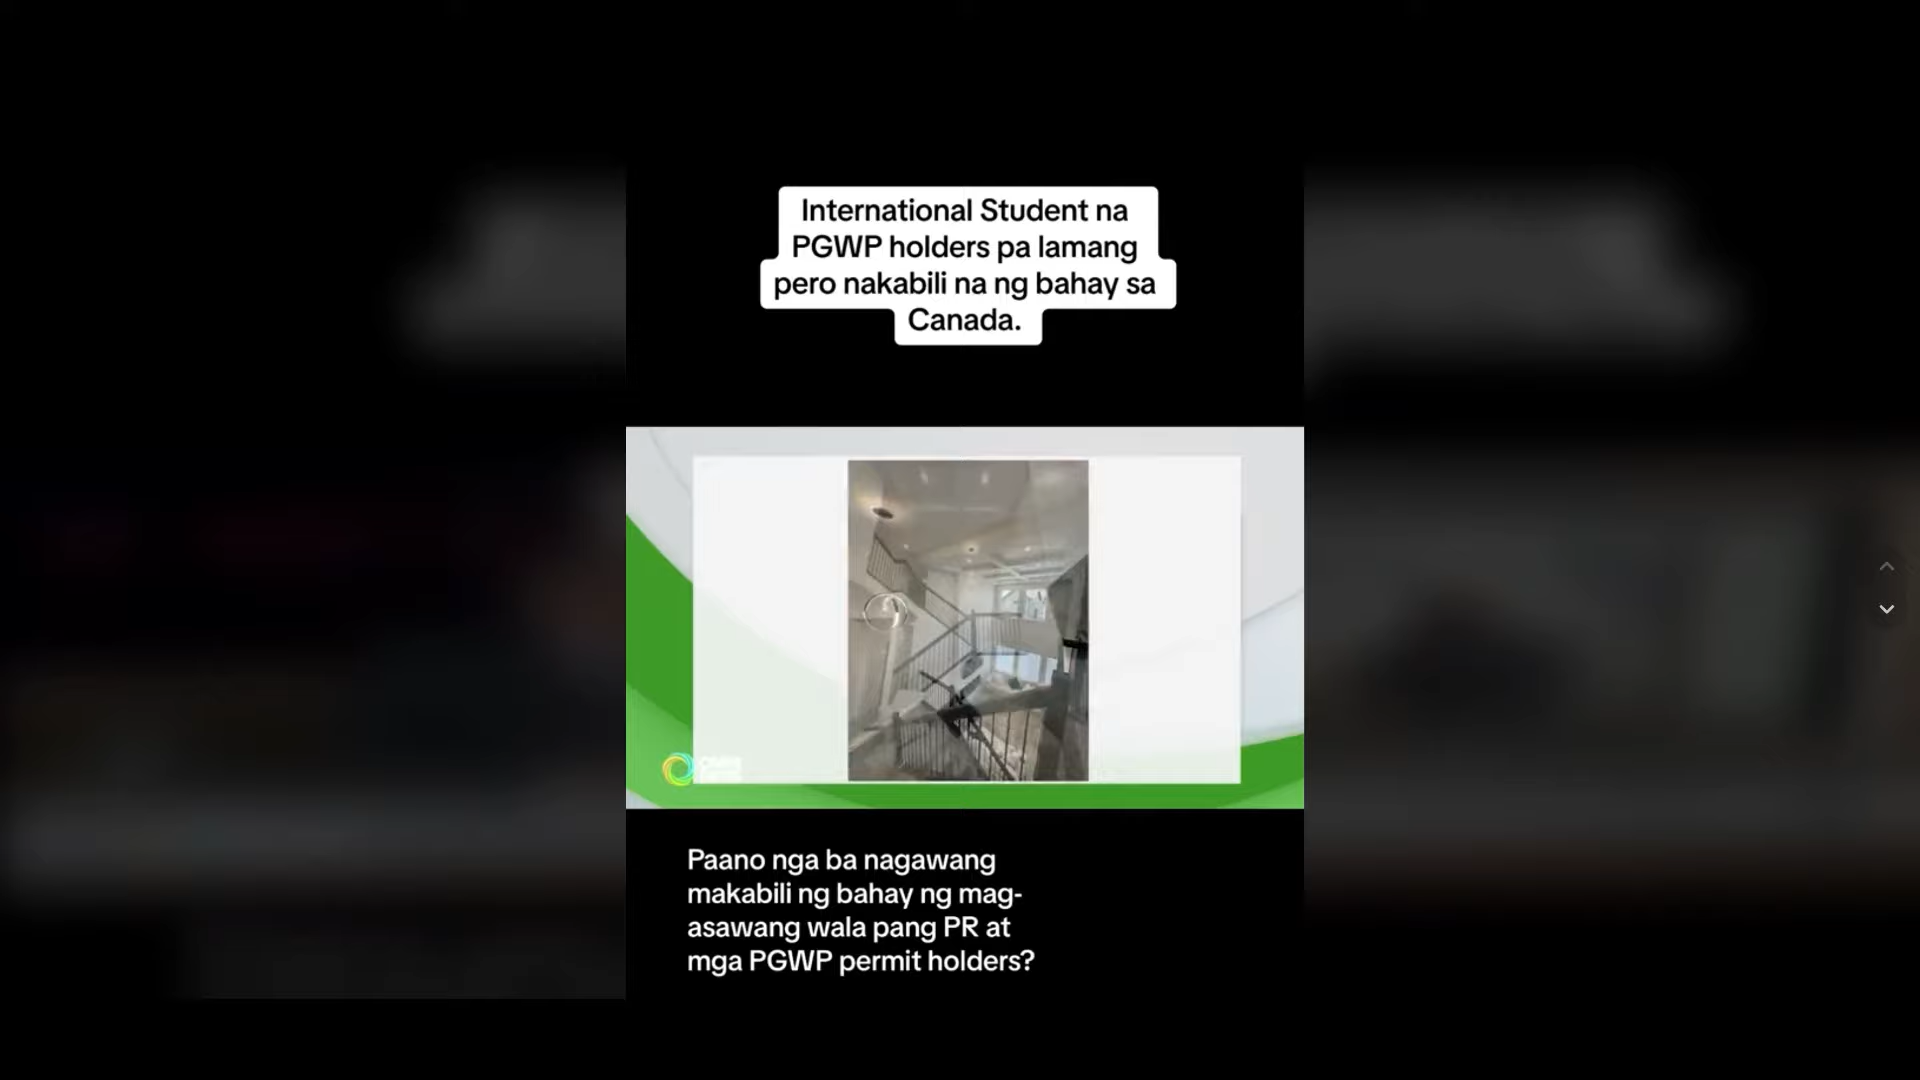 International Student na
PGWP holders pa lamang
pero nakabili na ng bahay sa
Canada.
Paano nga ba nagawang
makabili ng bahay ng mag-
asawang wala pang PR at
mga PGWP permit holders?